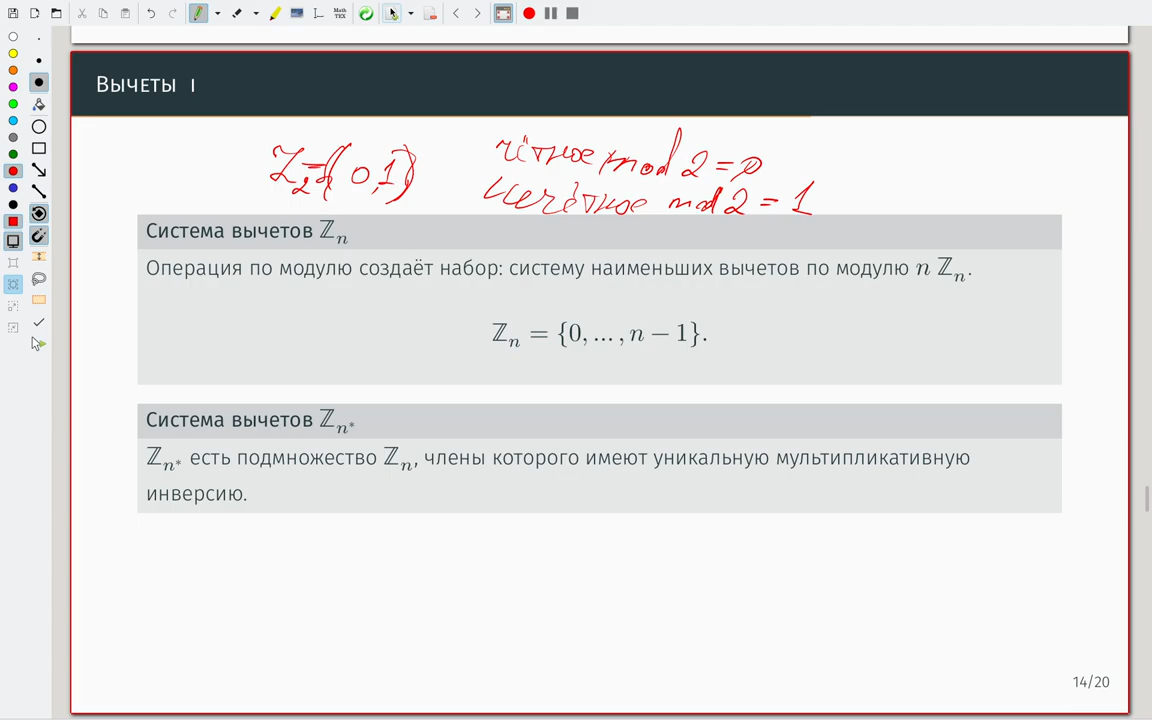 Math
TEX
Вычеты I
Z₂={0,1}
чётное mod 2 = 0
нечётное mod 2 = 1
Система вычетов ℤₙ
Операция по модулю создаёт набор: систему наименьших вычетов по модулю n ℤₙ.
ℤₙ = {0, … , n − 1}.
Система вычетов ℤₙ*
ℤₙ* есть подмножество ℤₙ, члены которого имеют уникальную мультипликативную
инверсию.
14/20